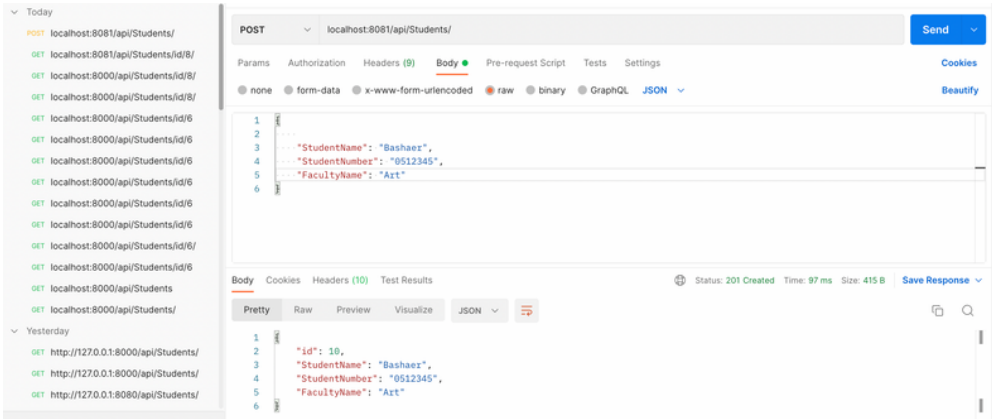 Today
POST localhost:8081/api/Students/
GET localhost:8081/api/Students/id/8/
GET localhost:8000/api/Students/id/8/
GET localhost:8000/api/Students/id/8/
GET localhost:8000/api/Students/id/6
GET localhost:8000/api/Students/id/6
GET localhost:8000/api/Students/id/6
GET localhost:8000/api/Students/id/6
GET localhost:8000/api/Students/id/6
GET localhost:8000/api/Students/id/6
GET localhost:8000/api/Students/id/6/
GET localhost:8000/api/Students/id/6
GET localhost:8000/api/Students
GET localhost:8000/api/Students/
Yesterday
GET http://127.0.0.1:8000/api/Students/
GET http://127.0.0.1:8000/api/Students/
GET http://127.0.0.1:8080/api/Students/
POST localhost:8081/api/Students/ Send
Params Authorization Headers (9) Body Pre-request Script Tests Settings Cookies
none form-data x-www-form-urlencoded raw binary GraphQL JSON Beautify
1 {
2
3 "StudentName": "Bashaer",
4 "StudentNumber": "0512345",
5 "FacultyName": "Art"
6 }
Body Cookies Headers (10) Test Results Status: 201 Created Time: 97 ms Size: 415 B Save Response
Pretty Raw Preview Visualize JSON
1 {
2 "id": 10,
3 "StudentName": "Bashaer",
4 "StudentNumber": "0512345",
5 "FacultyName": "Art"
6 }